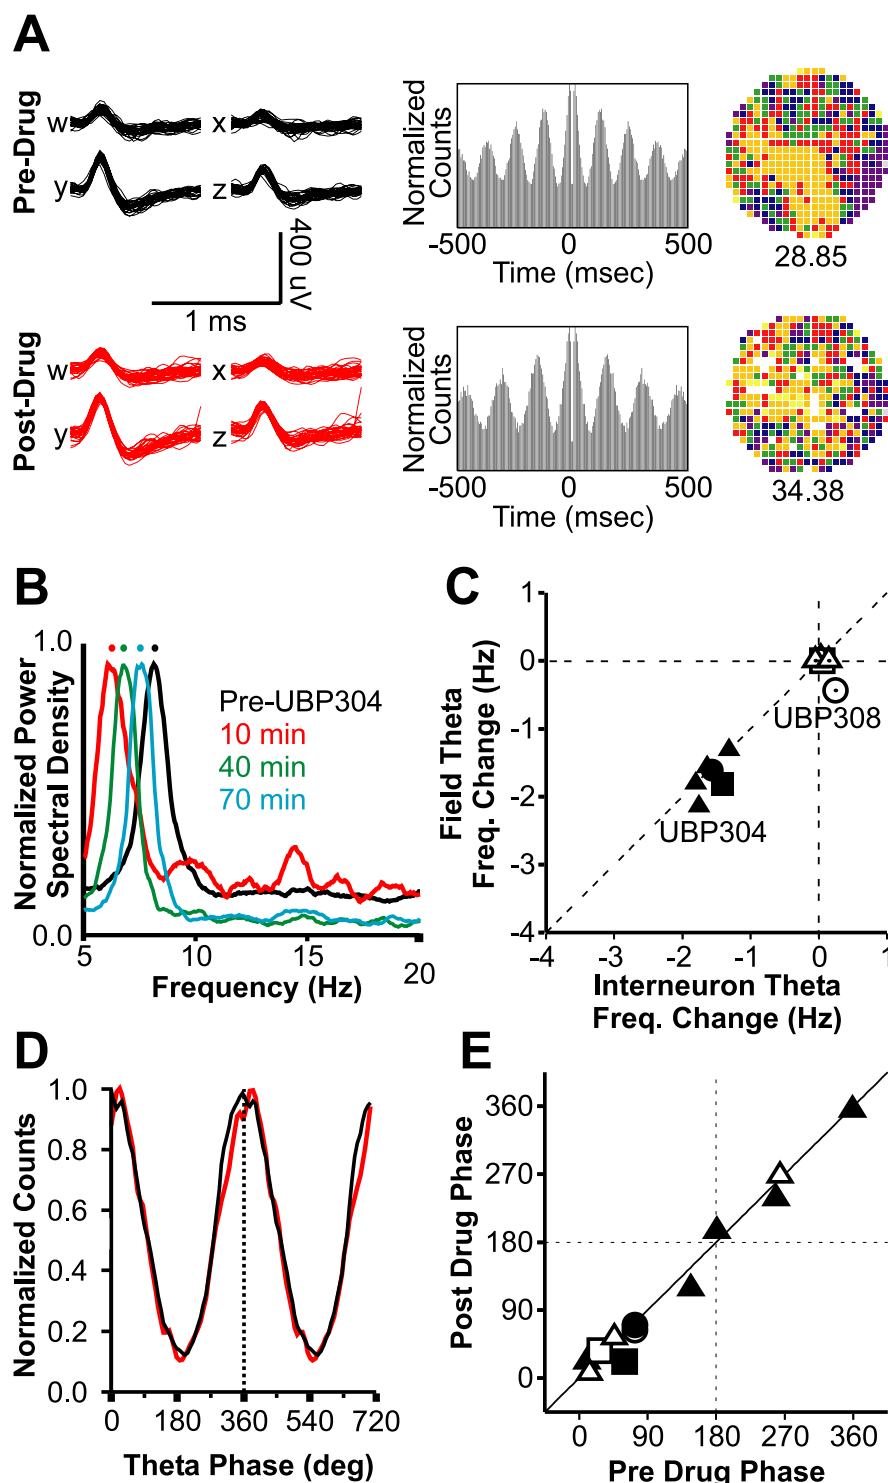 A
Pre-Drug
w
x
y
z
400 uV
1 ms
Normalized
Counts
-500
0
500
Time (msec)
28.85
Post-Drug
w
x
y
z
Normalized
Counts
-500
0
500
Time (msec)
34.38
B
Normalized Power
Spectral Density
1.0
0.0
Pre-UBP304
10 min
40 min
70 min
5
10
15
20
Frequency (Hz)
C
Field Theta
Freq. Change (Hz)
1
0
-1
-2
-3
-4
UBP308
UBP304
-4
-3
-2
-1
0
1
Interneuron Theta
Freq. Change (Hz)
D
Normalized Counts
1.0
0.8
0.6
0.4
0.2
0.0
0
180
360
540
720
Theta Phase (deg)
E
Post Drug Phase
360
270
180
90
0
0
90
180
270
360
Pre Drug Phase